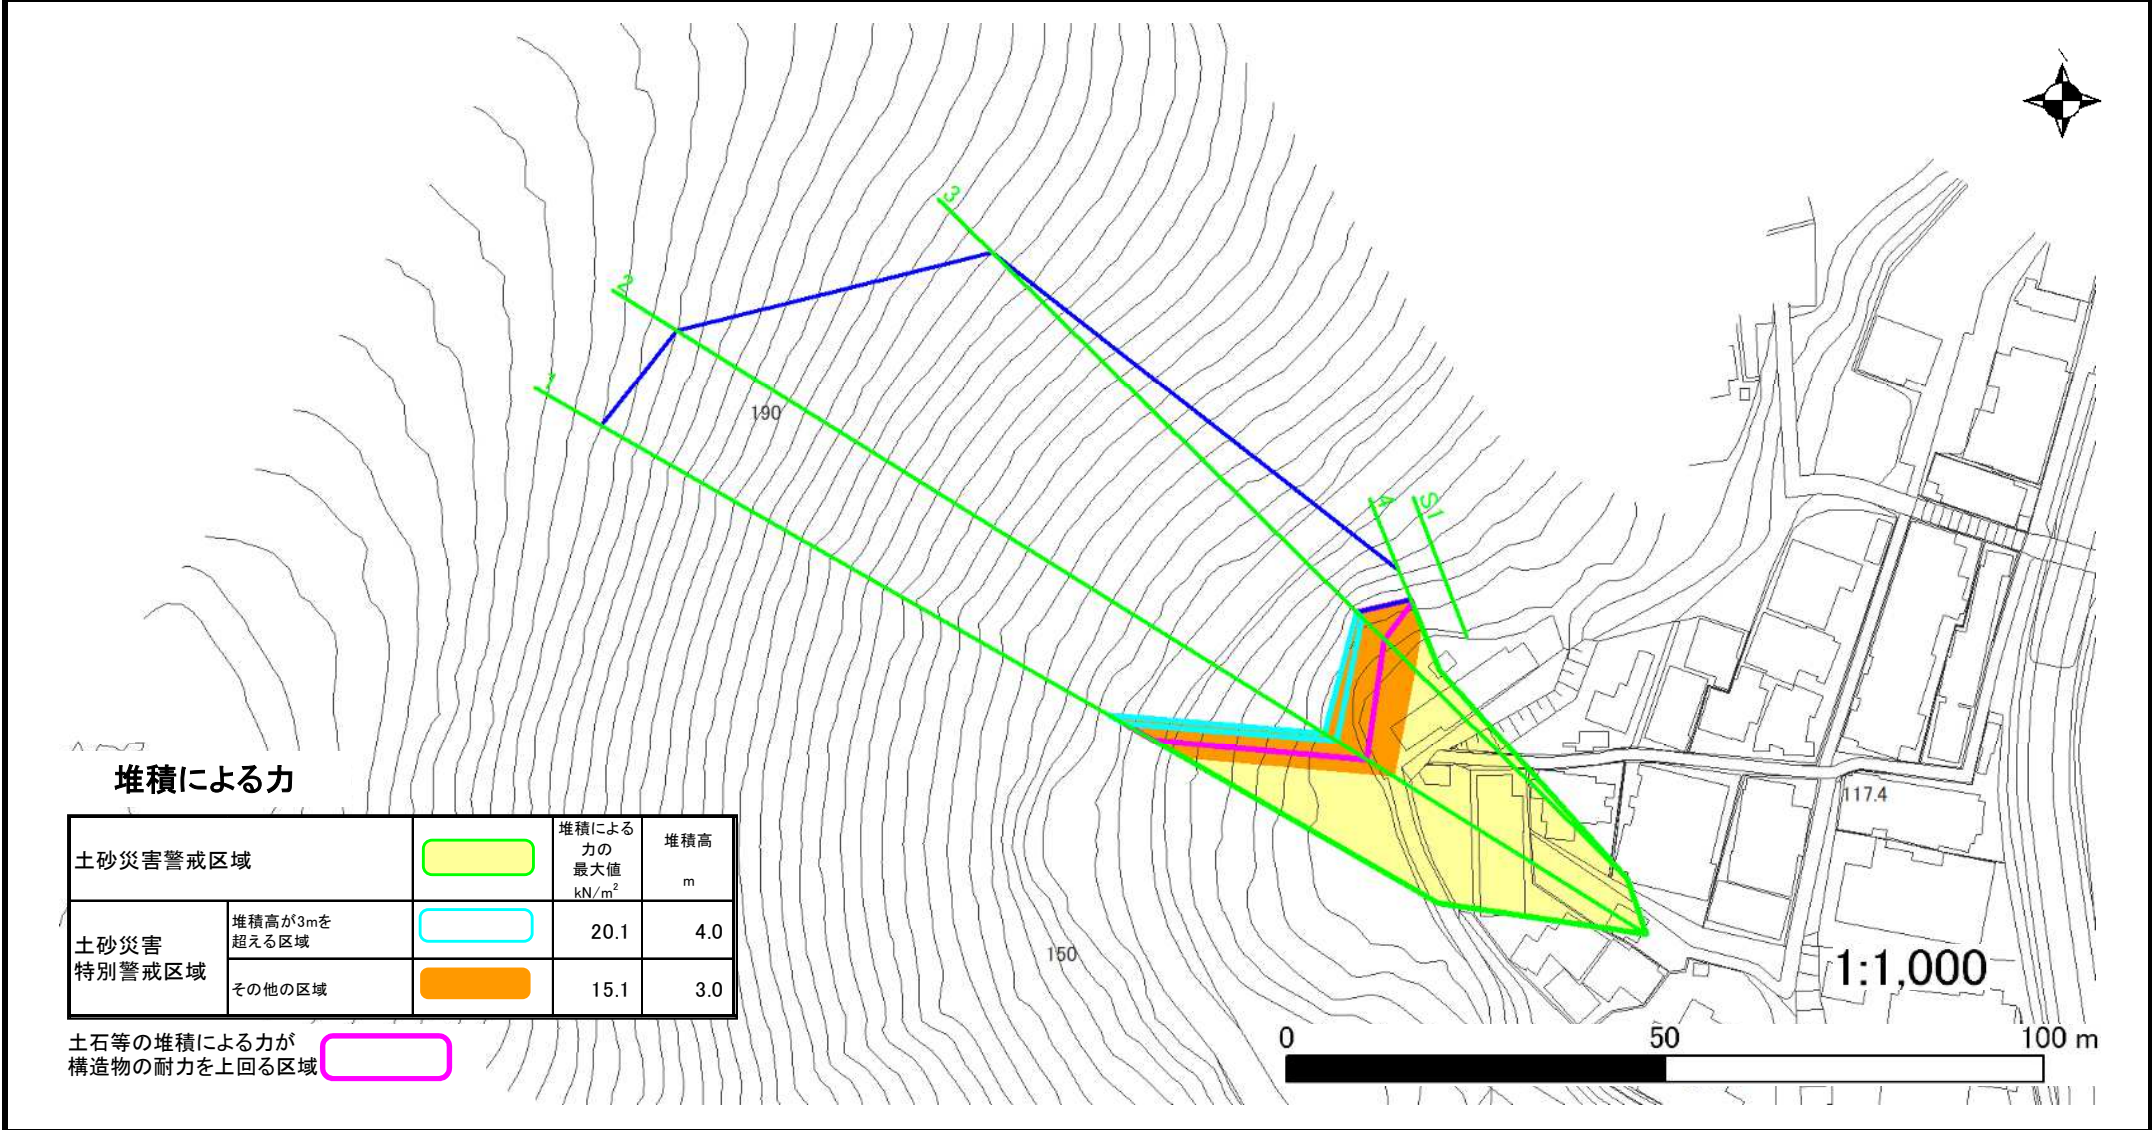 3
2
1
190
A
S1
117.4
150
1:1,000
0 50 100 m
堆積による力
土砂災害警戒区域
堆積による
力の
最大値
kN/m²
堆積高
m
土砂災害
特別警戒区域
堆積高が3mを
超える区域
20.1 4.0
その他の区域
15.1 3.0
土石等の堆積による力が
構造物の耐力を上回る区域